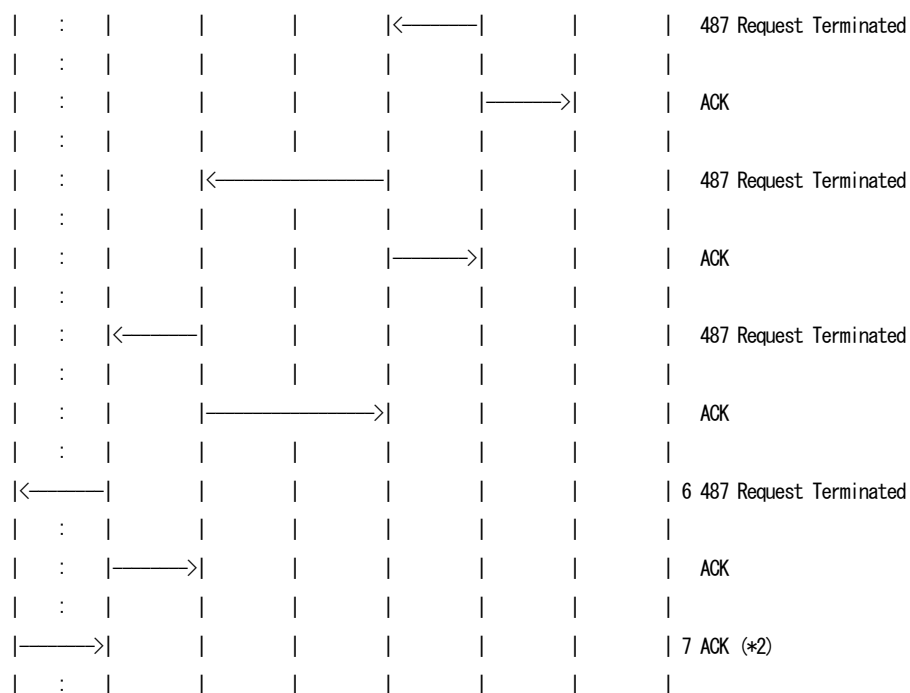 487 Request Terminated
ACK
487 Request Terminated
ACK
487 Request Terminated
ACK
6 487 Request Terminated
ACK
7 ACK (*2)